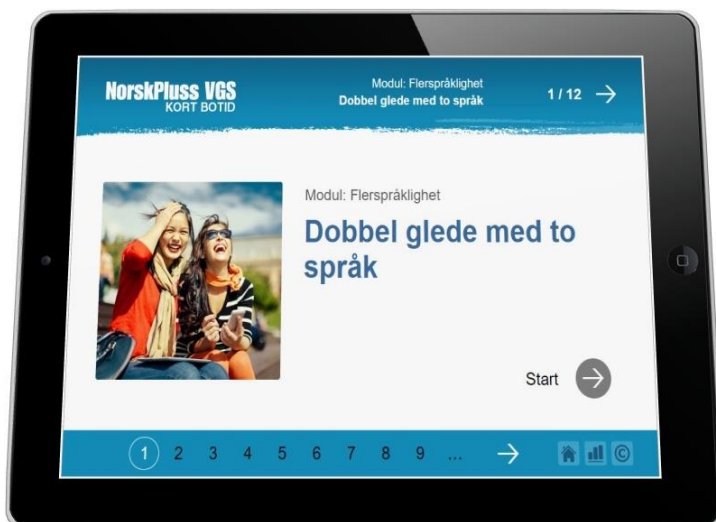 NorskPluss VGS
KORT BOTID
Modul: Flerspråklighet
Dobbel glede med to språk
1 / 12
Modul: Flerspråklighet
Dobbel glede med to
språk
Start
1 2 3 4 5 6 7 8 9 ...
©